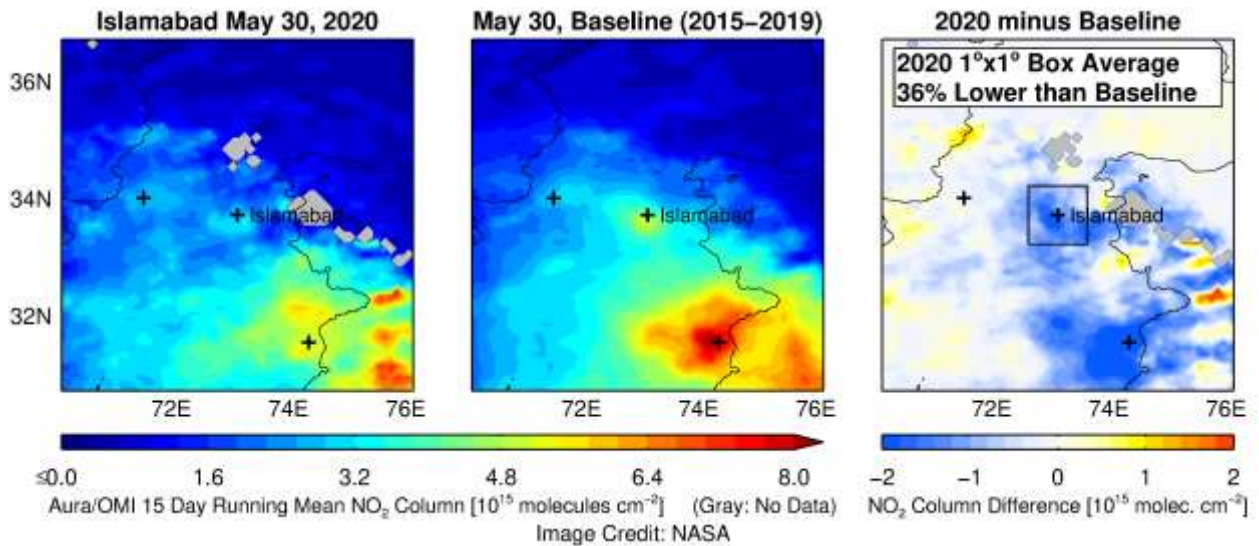 Islamabad May 30, 2020
May 30, Baseline (2015−2019)
2020 minus Baseline
2020 1°x1° Box Average
36% Lower than Baseline
36N
34N
32N
Islamabad
Islamabad
Islamabad
72E 74E 76E
72E 74E 76E
72E 74E 76E
≤0.0 1.6 3.2 4.8 6.4 8.0
−2 −1 0 1 2
Aura/OMI 15 Day Running Mean NO₂ Column [10¹⁵ molecules cm⁻²] (Gray: No Data)
NO₂ Column Difference [10¹⁵ molec. cm⁻²]
Image Credit: NASA